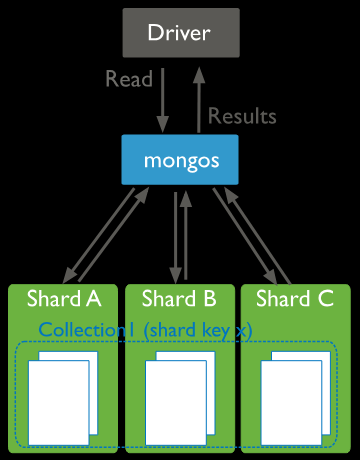 Driver
Read
Results
mongos
Shard A
Shard B
Shard C
Collection1 (shard key x)